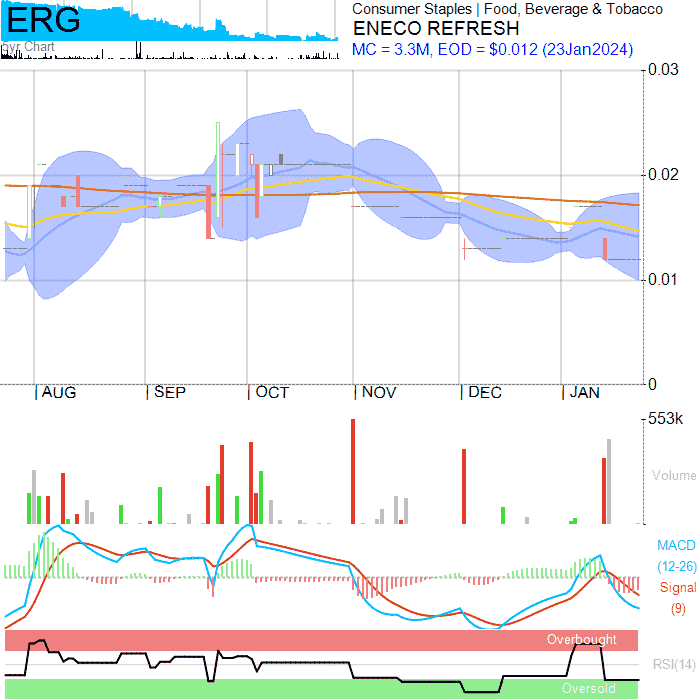 ERG
5yr Chart
Consumer Staples | Food, Beverage & Tobacco
ENECO REFRESH
MC = 3.3M, EOD = $0.012 (23Jan2024)
0.03
0.02
0.01
0
AUG SEP OCT NOV DEC JAN
553k
Volume
MACD
(12-26)
Signal
(9)
Overbought
RSI(14)
Oversold